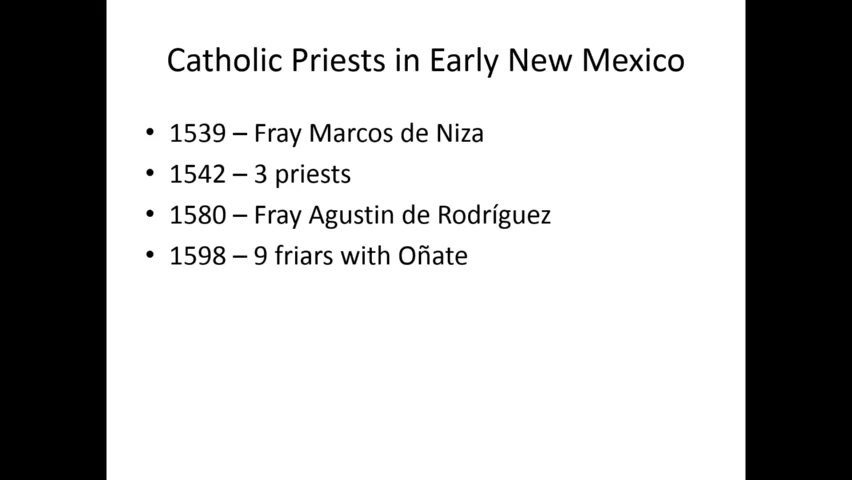 Catholic Priests in Early New Mexico
• 1539 – Fray Marcos de Niza
• 1542 – 3 priests
• 1580 – Fray Agustin de Rodríguez
• 1598 – 9 friars with Oñate